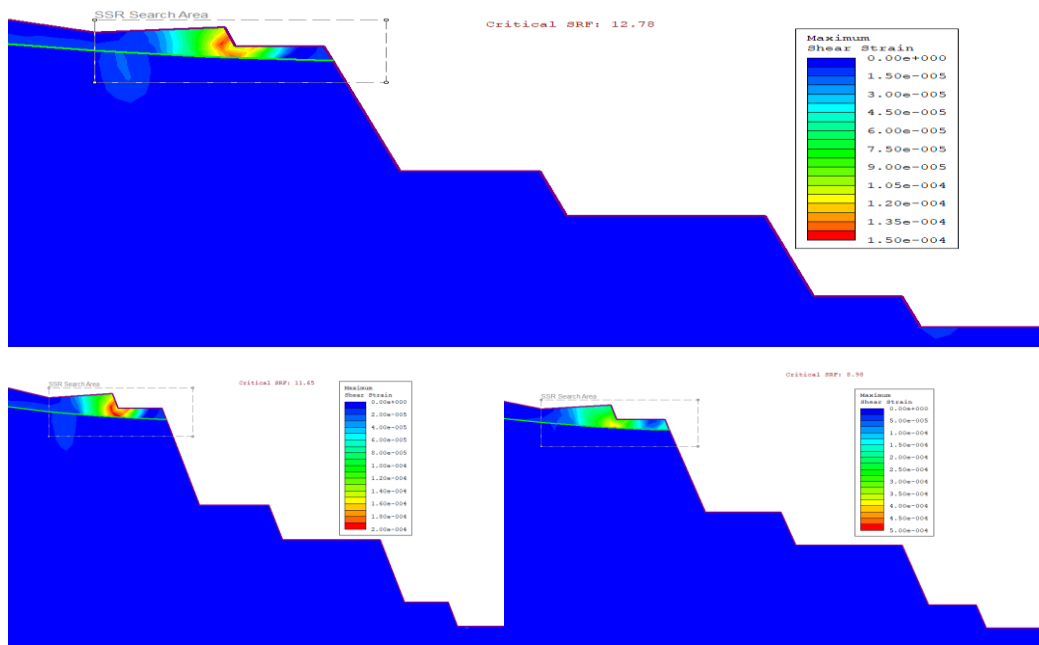 SSR Search Area
Critical SRF: 12.78
Maximum
Shear Strain
0.00e+000
1.50e-005
3.00e-005
4.50e-005
6.00e-005
7.50e-005
9.00e-005
1.05e-004
1.20e-004
1.35e-004
1.50e-004
SSR Search Area
Critical SRF: 11.65
Maximum
Shear Strain
0.00e+000
2.00e-005
4.00e-005
6.00e-005
8.00e-005
1.00e-004
1.20e-004
1.40e-004
1.60e-004
1.80e-004
2.00e-004
SSR Search Area
Critical SRF: 8.98
Maximum
Shear Strain
0.00e+000
5.00e-005
1.00e-004
1.50e-004
2.00e-004
2.50e-004
3.00e-004
3.50e-004
4.00e-004
4.50e-004
5.00e-004